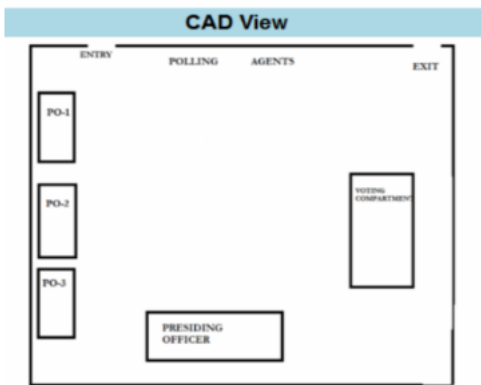 CAD View
ENTRY
POLLING AGENTS
EXIT
PO-1
PO-2
VOTING
COMPARTMENT
PO-3
PRESIDING
OFFICER